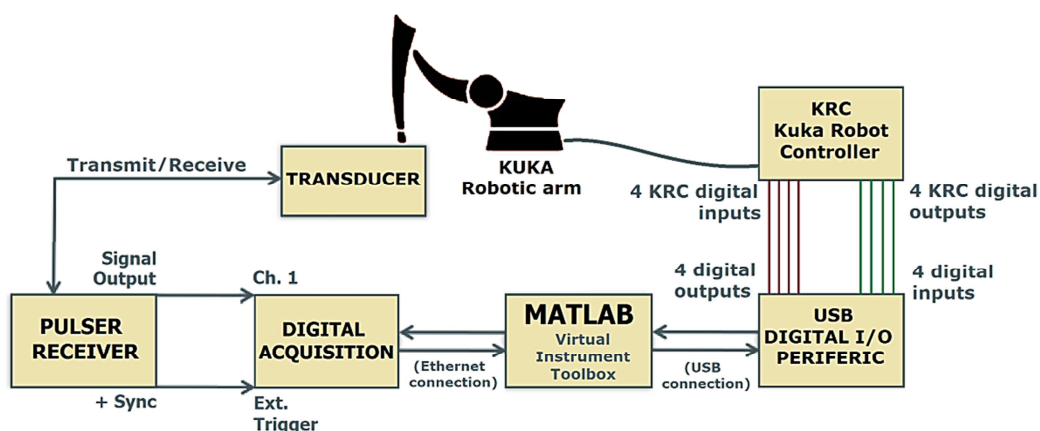 KRC
Kuka Robot
Controller
KUKA
Robotic arm
Transmit/Receive
TRANSDUCER
4 KRC digital
inputs
4 KRC digital
outputs
Signal
Output
Ch. 1
4 digital
outputs
4 digital
inputs
PULSER
RECEIVER
DIGITAL
ACQUISITION
MATLAB
Virtual
Instrument
Toolbox
USB
DIGITAL I/O
PERIFERIC
(Ethernet
connection)
(USB
connection)
+ Sync
Ext.
Trigger